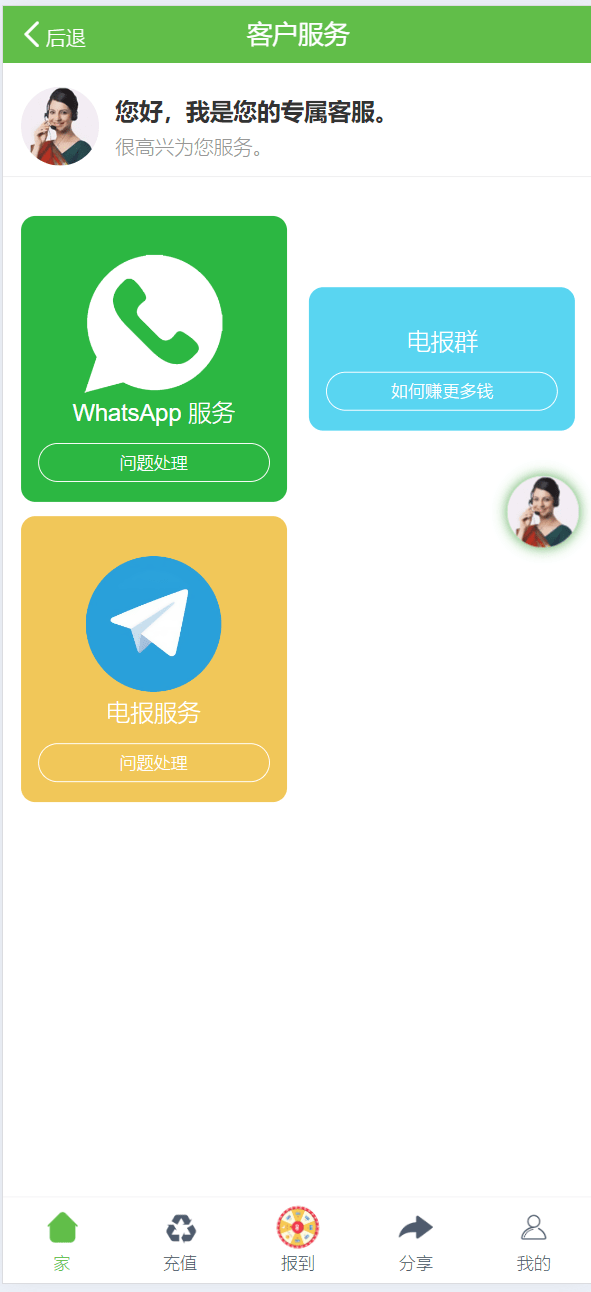 后退
客户服务
您好，我是您的专属客服。
很高兴为您服务。
WhatsApp 服务
问题处理
电报群
如何赚更多钱
电报服务
问题处理
家
充值
报到
分享
我的